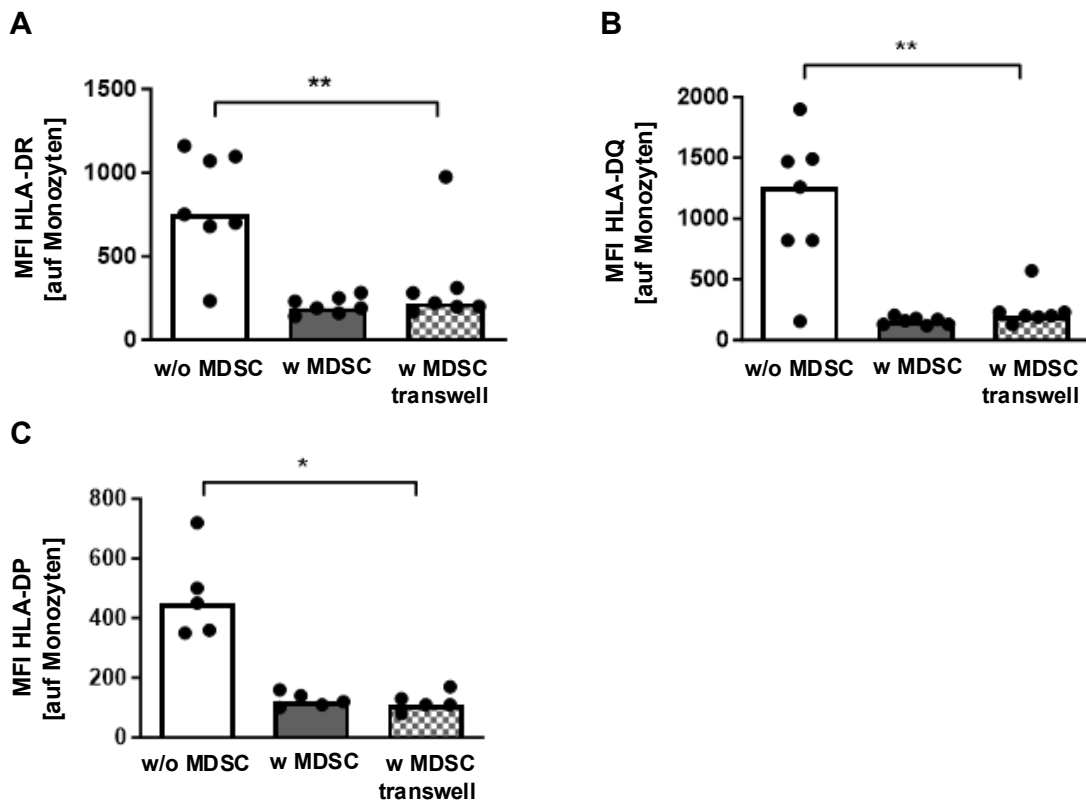 A
MFI HLA-DR
[auf Monozyten]
1500
1000
500
0
**
w/o MDSC
w MDSC
w MDSC
transwell
B
MFI HLA-DQ
[auf Monozyten]
2000
1500
1000
500
0
**
w/o MDSC
w MDSC
w MDSC
transwell
C
MFI HLA-DP
[auf Monozyten]
800
600
400
200
0
*
w/o MDSC
w MDSC
w MDSC
transwell